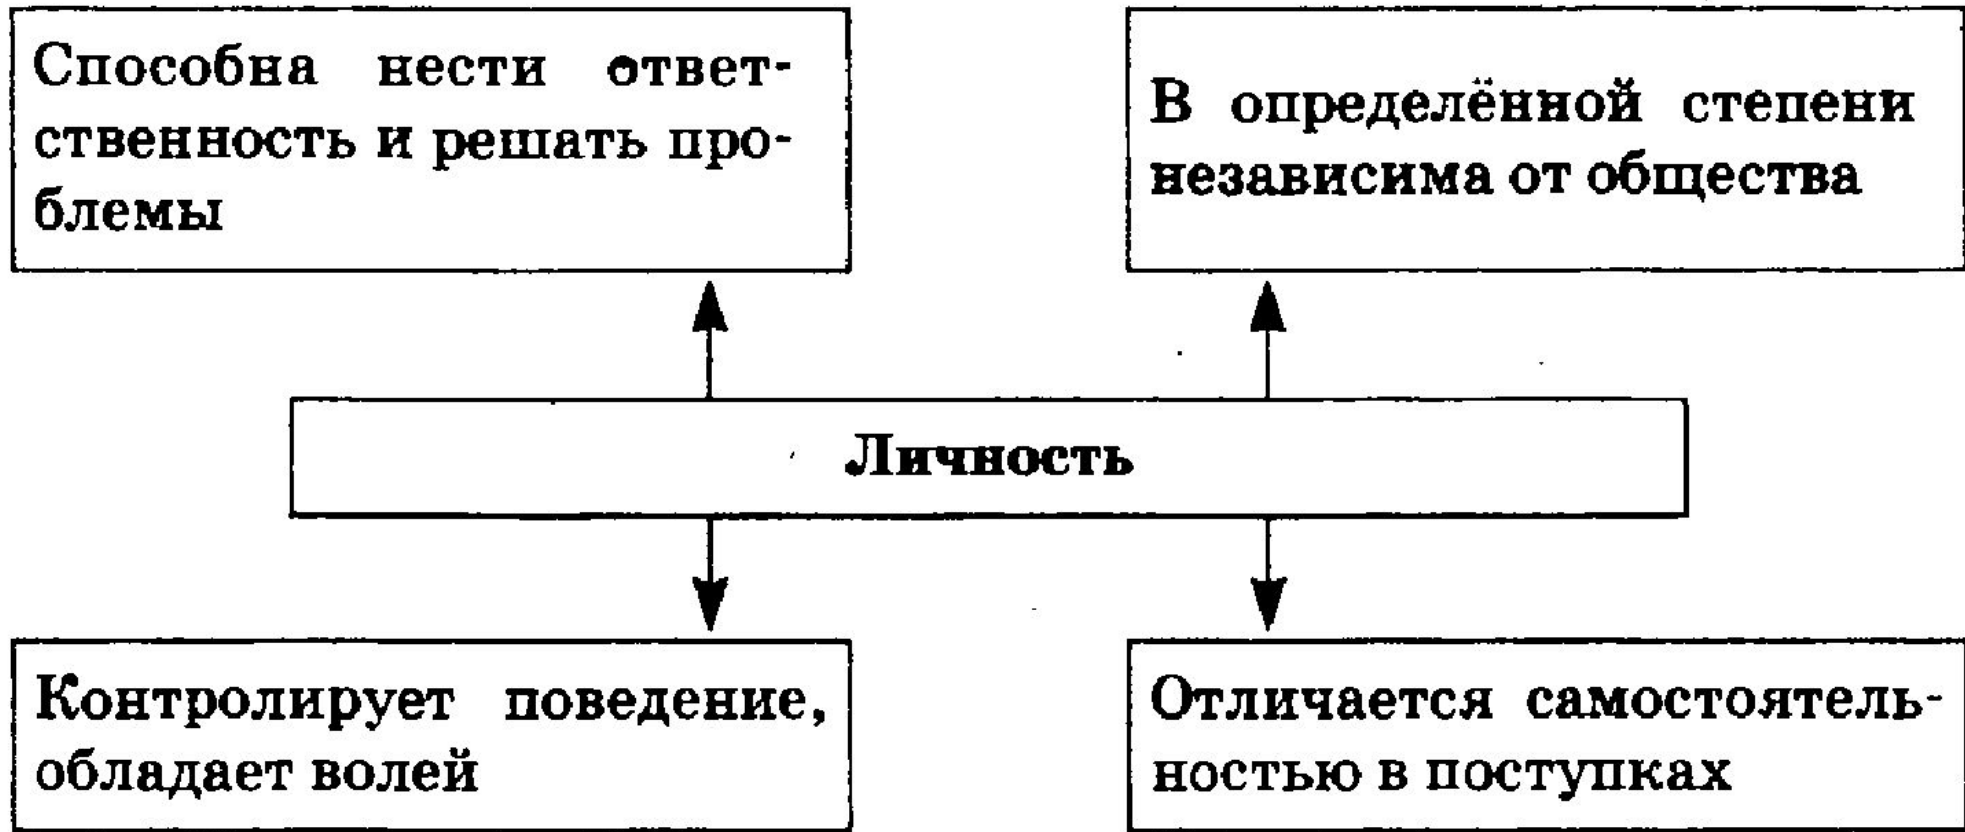 Способна нести ответ-
ственность и решать про-
блемы
В определённой степени
независима от общества
Личность
Контролирует поведение,
обладает волей
Отличается самостоятель-
ностью в поступках